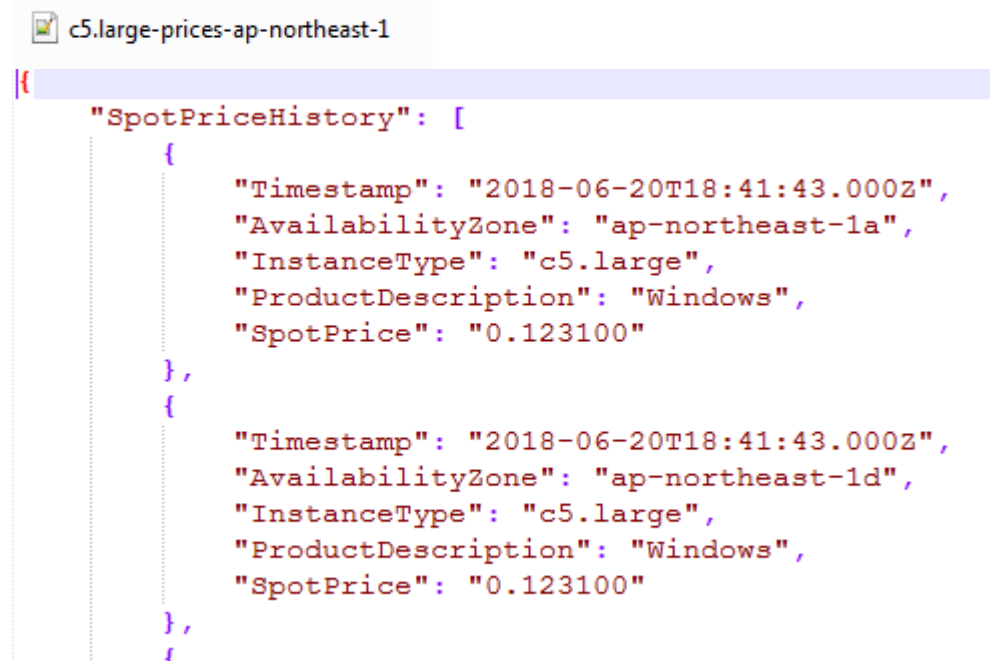 c5.large-prices-ap-northeast-1
{
"SpotPriceHistory": [
{
"Timestamp": "2018-06-20T18:41:43.000Z",
"AvailabilityZone": "ap-northeast-1a",
"InstanceType": "c5.large",
"ProductDescription": "Windows",
"SpotPrice": "0.123100"
},
{
"Timestamp": "2018-06-20T18:41:43.000Z",
"AvailabilityZone": "ap-northeast-1d",
"InstanceType": "c5.large",
"ProductDescription": "Windows",
"SpotPrice": "0.123100"
},
{